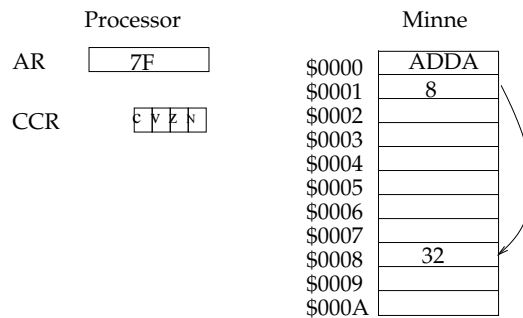 Processor
AR 7F
CCR C V Z N
Minne
$0000 ADDA
$0001 8
$0002
$0003
$0004
$0005
$0006
$0007
$0008 32
$0009
$000A